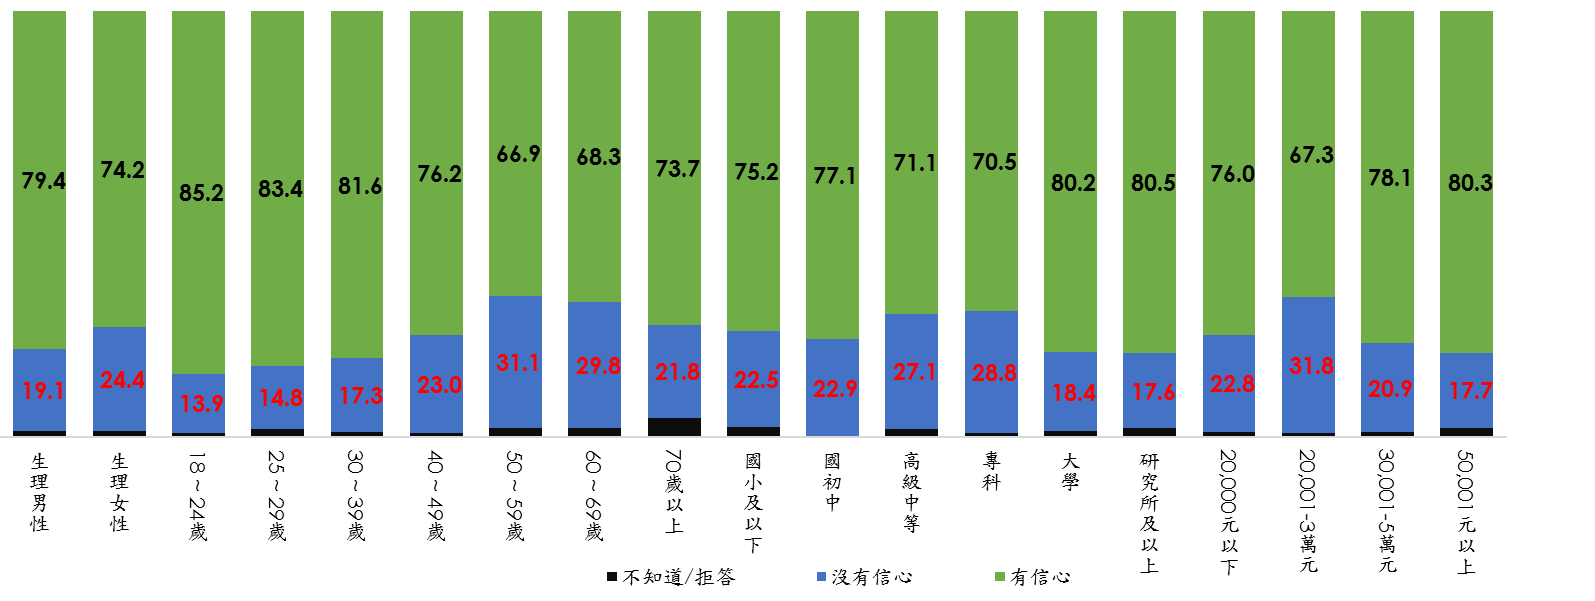 79.4 74.2 85.2 83.4 81.6 76.2 66.9 68.3 73.7 75.2 77.1 71.1 70.5 80.2 80.5 76.0 67.3 78.1 80.3
19.1 24.4 13.9 14.8 17.3 23.0 31.1 29.8 21.8 22.5 22.9 27.1 28.8 18.4 17.6 22.8 31.8 20.9 17.7
生理男性
生理女性
18～24歲
25～29歲
30～39歲
40～49歲
50～59歲
60～69歲
70歲以上
國小及以下
國初中
高級中等
專科
大學
研究所及以上
20,000元以下
20,001-3萬元
30,001-5萬元
50,001元以上
不知道/拒答 沒有信心 有信心